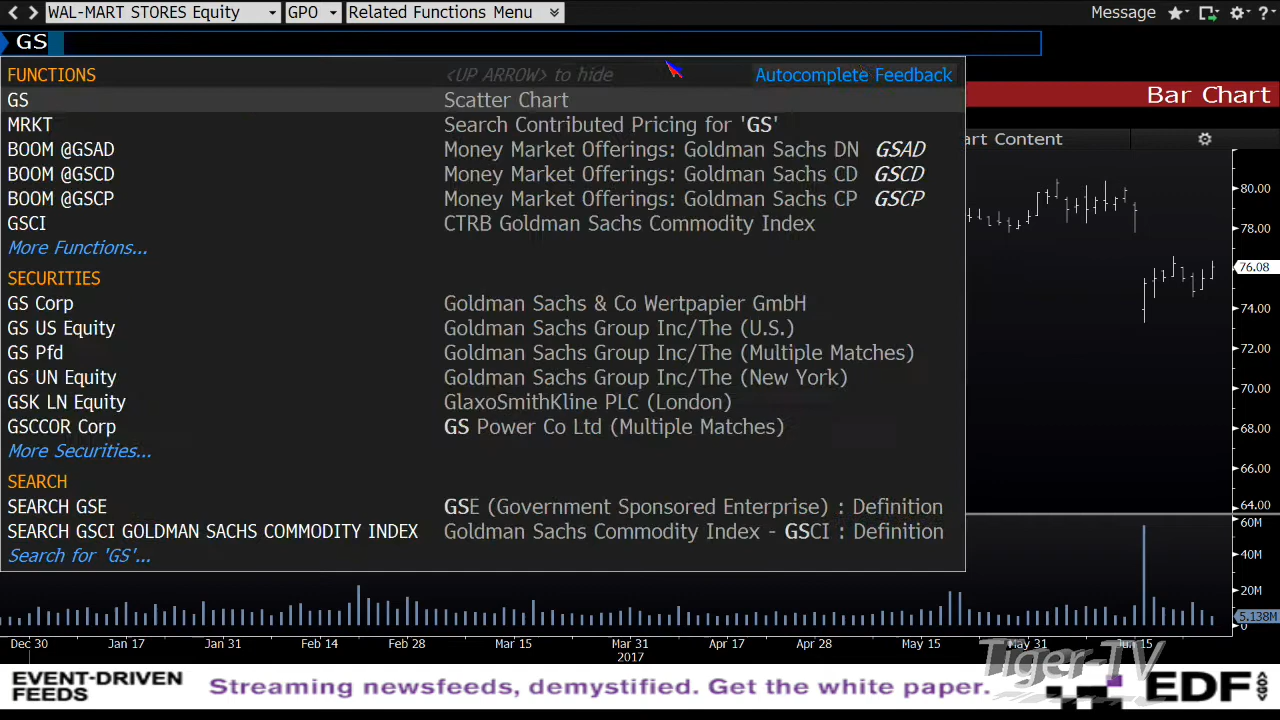 WAL-MART STORES Equity GPO Related Functions Menu Message ?
GS
FUNCTIONS <UP ARROW> to hide Autocomplete Feedback
GS Scatter Chart
Bar Chart
MRKT Search Contributed Pricing for 'GS'
art Content
BOOM @GSAD Money Market Offerings: Goldman Sachs DN GSAD
BOOM @GSCD Money Market Offerings: Goldman Sachs CD GSCD
80.00
BOOM @GSCP Money Market Offerings: Goldman Sachs CP GSCP
GSCI CTRB Goldman Sachs Commodity Index
78.00
More Functions...
76.08
SECURITIES
GS Corp Goldman Sachs & Co Wertpapier GmbH
74.00
GS US Equity Goldman Sachs Group Inc/The (U.S.)
72.00
GS Pfd Goldman Sachs Group Inc/The (Multiple Matches)
GS UN Equity Goldman Sachs Group Inc/The (New York)
70.00
GSK LN Equity GlaxoSmithKline PLC (London)
GSCCOR Corp GS Power Co Ltd (Multiple Matches)
68.00
More Securities...
66.00
SEARCH
SEARCH GSE GSE (Government Sponsored Enterprise) : Definition
64.00
60M
SEARCH GSCI GOLDMAN SACHS COMMODITY INDEX Goldman Sachs Commodity Index - GSCI : Definition
Search for 'GS'...
40M
20M
5.138M
0
Dec 30 Jan 17 Jan 31 Feb 14 Feb 28 Mar 15 Mar 31 Apr 17 Apr 28 May 15 May 31 Jun 15
2017
Tiger-TV
EVENT-DRIVEN
FEEDS
Streaming newsfeeds, demystified. Get the white paper.
EDF